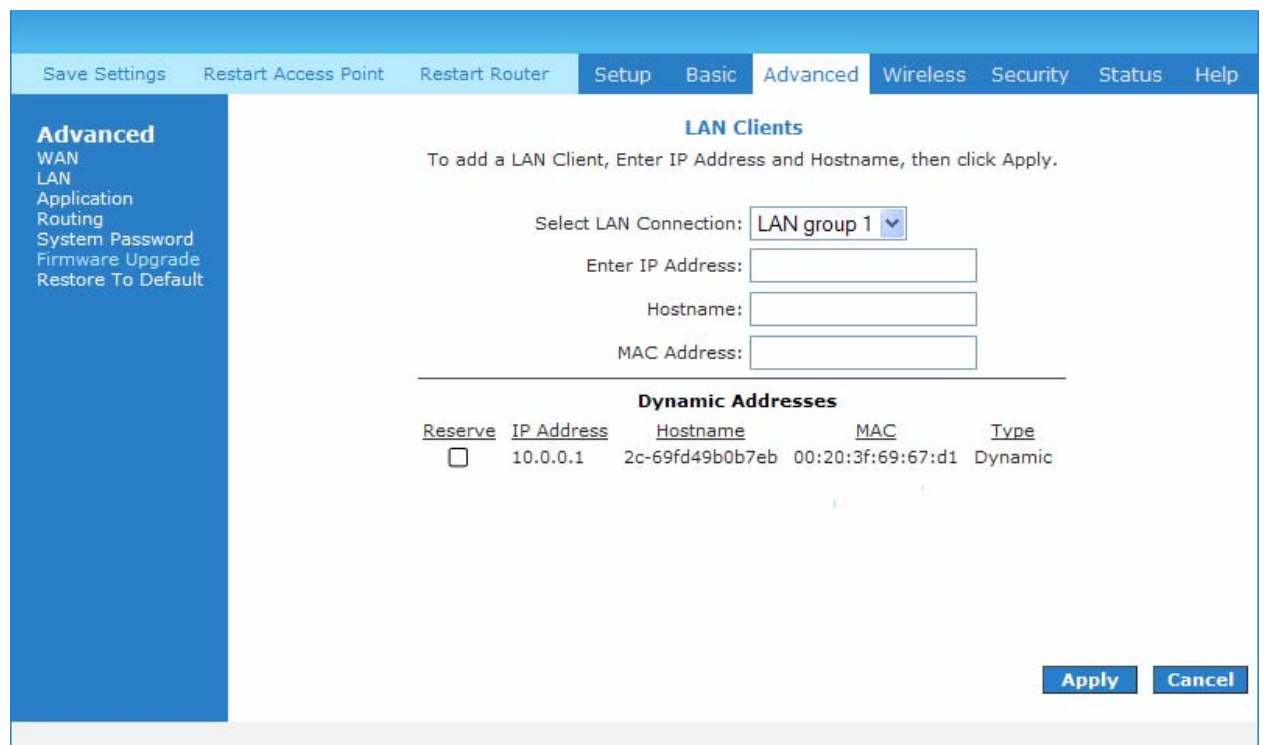 Save Settings Restart Access Point Restart Router Setup Basic Advanced Wireless Security Status Help
Advanced
WAN
LAN
Application
Routing
System Password
Firmware Upgrade
Restore To Default
LAN Clients
To add a LAN Client, Enter IP Address and Hostname, then click Apply.
Select LAN Connection: LAN group 1
Enter IP Address:
Hostname:
MAC Address:
Dynamic Addresses
Reserve IP Address Hostname MAC Type
10.0.0.1 2c-69fd49b0b7eb 00:20:3f:69:67:d1 Dynamic
Apply Cancel